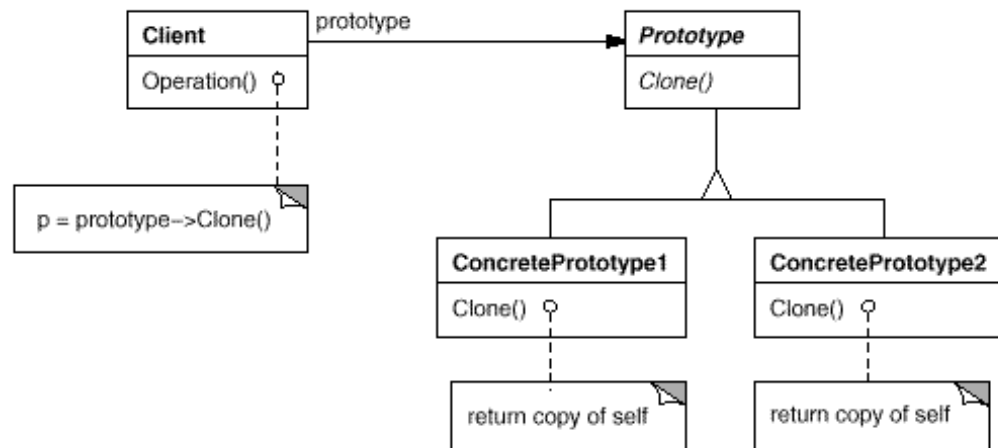 Client
Operation()
prototype
Prototype
Clone()
p = prototype->Clone()
ConcretePrototype1
Clone()
ConcretePrototype2
Clone()
return copy of self
return copy of self